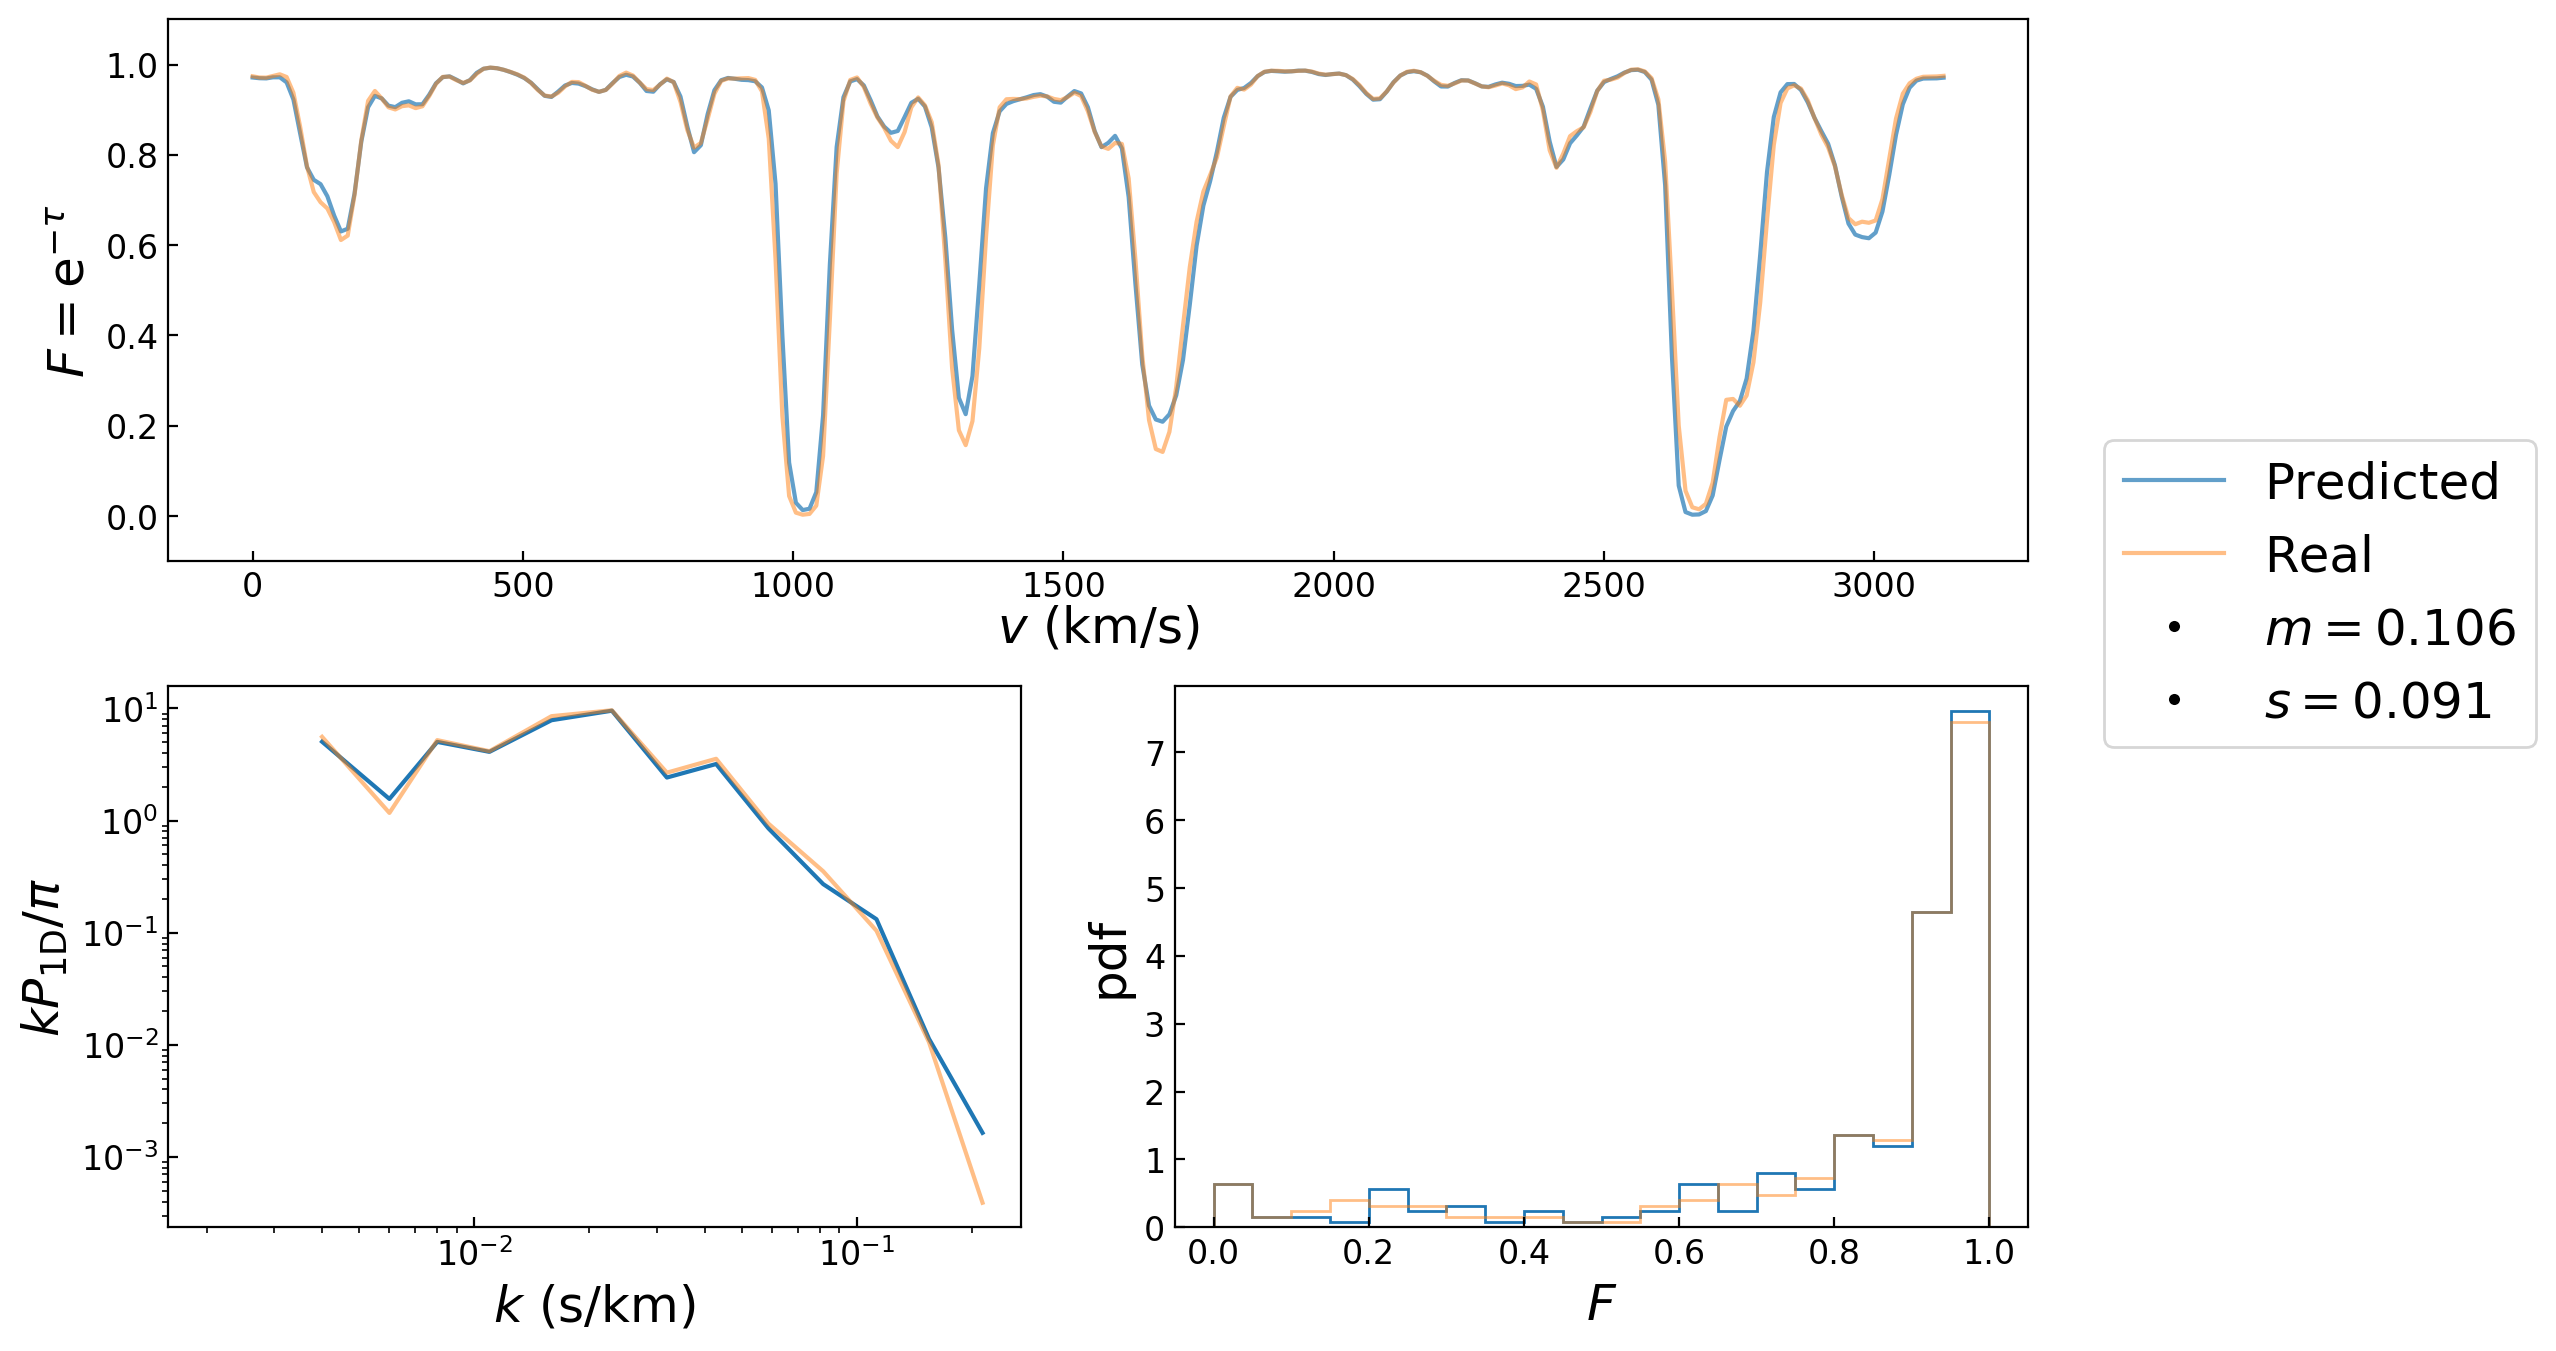 F = e^{-τ}
1.0
0.8
0.6
0.4
0.2
0.0
0 500 1000 1500 2000 2500 3000
v (km/s)
Predicted
Real
m = 0.106
s = 0.091
kP_{1D}/π
10^1
10^0
10^{-1}
10^{-2}
10^{-3}
10^{-2} 10^{-1}
k (s/km)
pdf
7
6
5
4
3
2
1
0
0.0 0.2 0.4 0.6 0.8 1.0
F